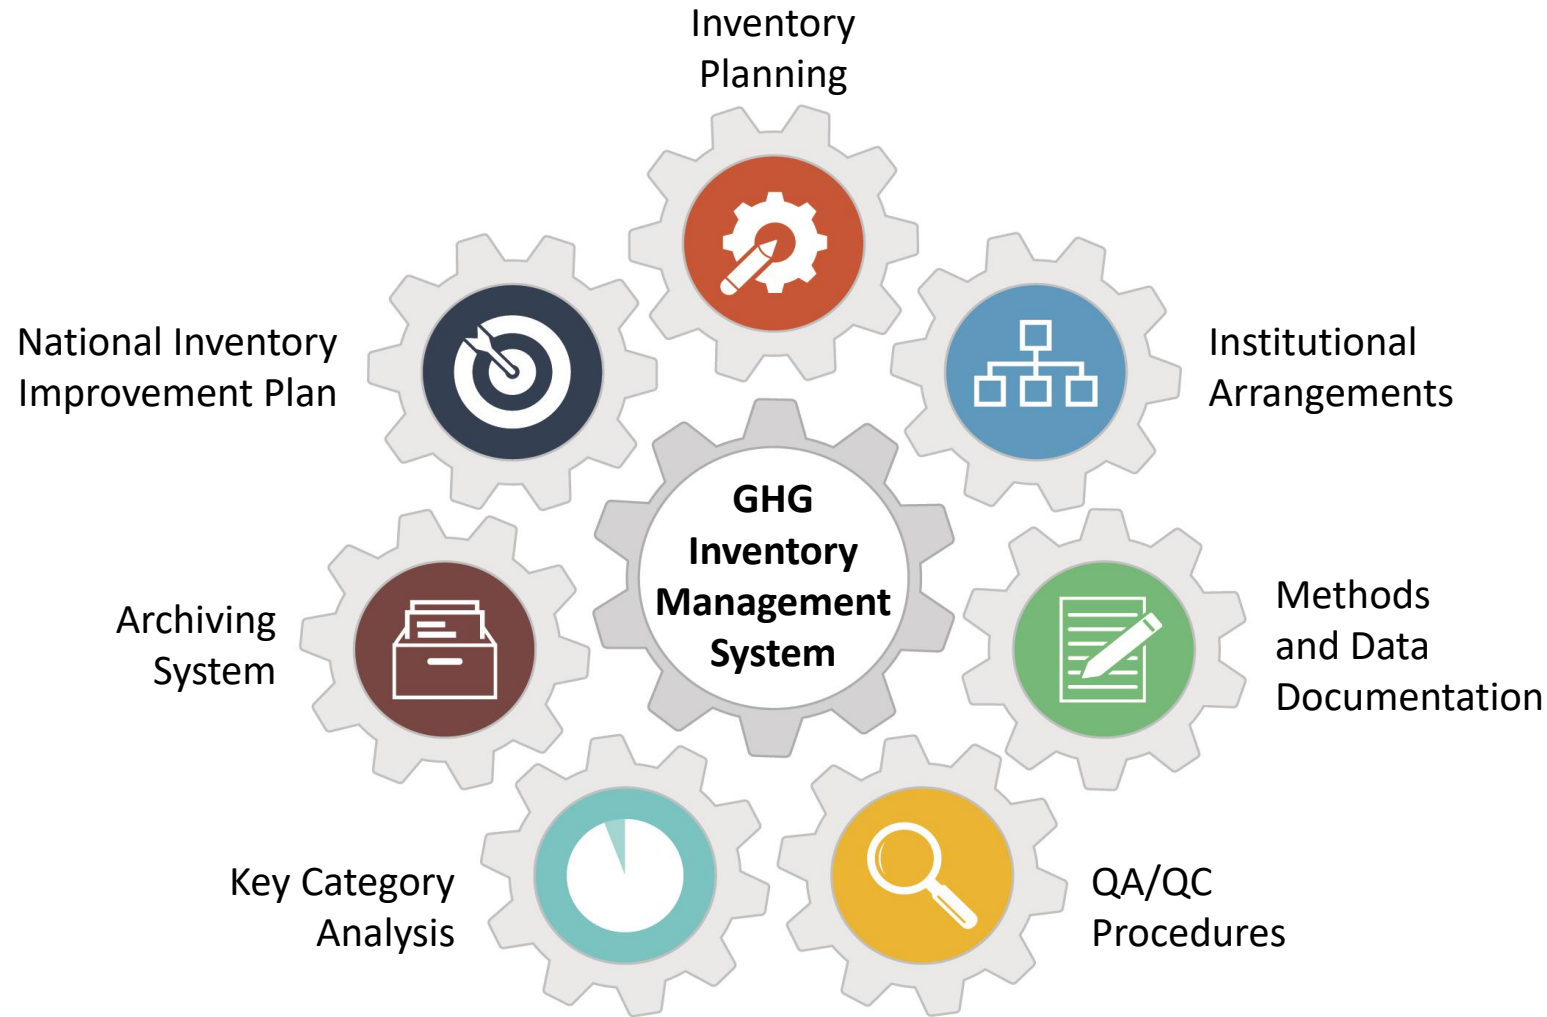 Inventory
Planning
Institutional
Arrangements
Methods
and Data
Documentation
QA/QC
Procedures
Key Category
Analysis
Archiving
System
National Inventory
Improvement Plan
GHG
Inventory
Management
System